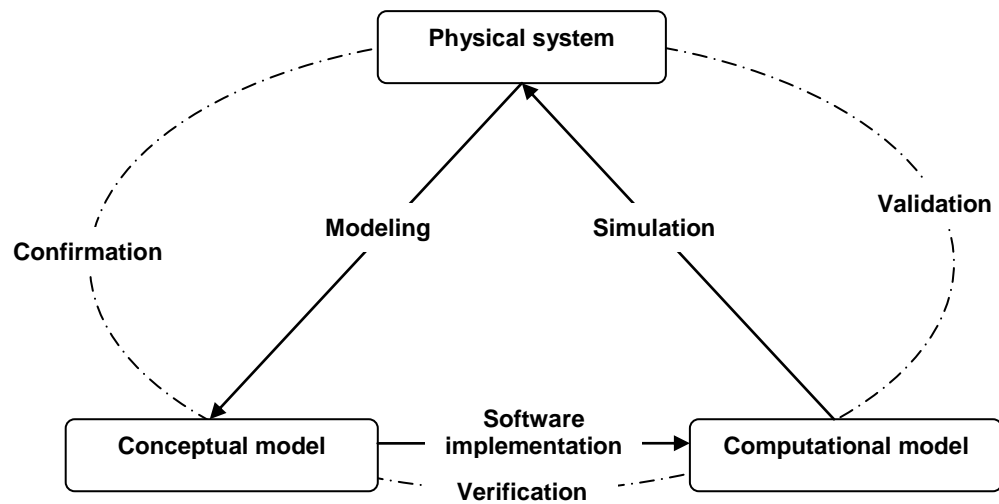 Physical system
Validation
Modeling
Simulation
Confirmation
Software
implementation
Conceptual model
Computational model
Verification